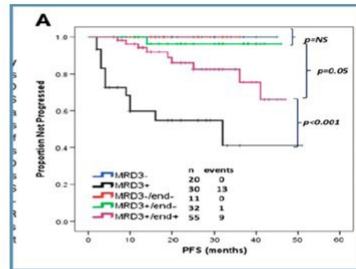 A
1.0
p=NS
0.8
p=0.05
0.6
p<0.001
0.4
n events
0.2
MRD3- 20 0
MRD3+ 30 13
MRD3-/end- 11 0
MRD3+/end- 32 1
MRD3+/end+ 55 9
0.0
0 10 20 30 40 50 60
PFS (months)
Proportion Not Progressed